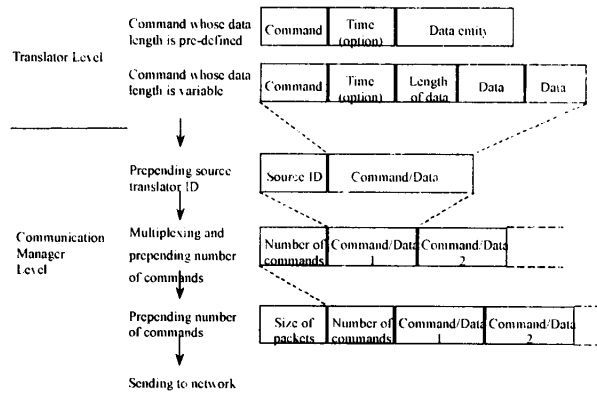 Command whose data
length is pre-defined
Command
Time
(option)
Data entity
Translator Level
Command whose data
length is variable
Command
Time
(option)
Length
of data
Data
Data
Prepending source
translator ID
Source ID
Command/Data
Communication
Manager
Level
Multiplexing and
prepending number
of commands
Number of
commands
Command/Data
1
Command/Data
2
Prepending number
of commands
Size of
packets
Number of
commands
Command/Data
1
Command/Data
2
Sending to network